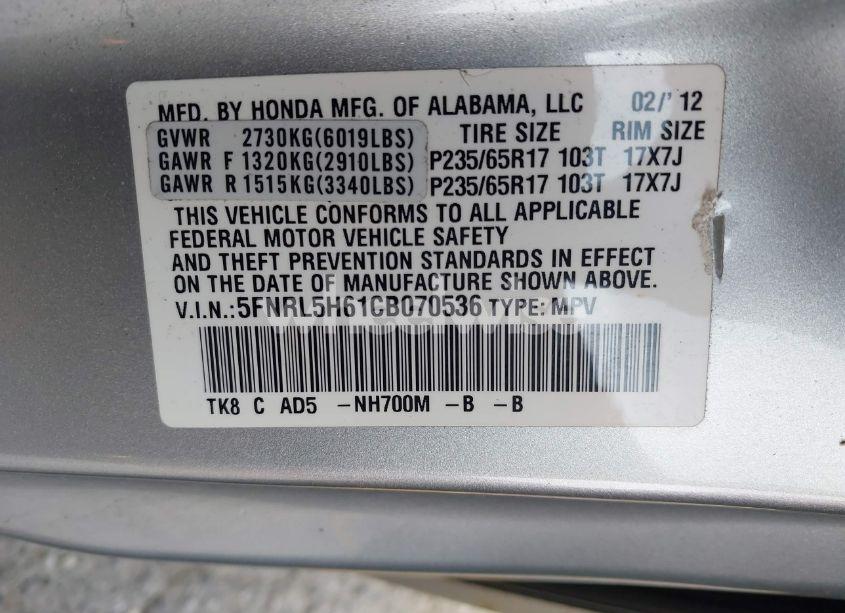 MFD. BY HONDA MFG. OF ALABAMA, LLC 02/' 12
GVWR 2730KG(6019LBS) TIRE SIZE RIM SIZE
GAWR F 1320KG(2910LBS) P235/65R17 103T 17X7J
GAWR R 1515KG(3340LBS) P235/65R17 103T 17X7J
THIS VEHICLE CONFORMS TO ALL APPLICABLE
FEDERAL MOTOR VEHICLE SAFETY
AND THEFT PREVENTION STANDARDS IN EFFECT
ON THE DATE OF MANUFACTURE SHOWN ABOVE.
V.I.N.:5FNRL5H61CB070536 TYPE: MPV
TK8 C AD5 -NH700M -B -B